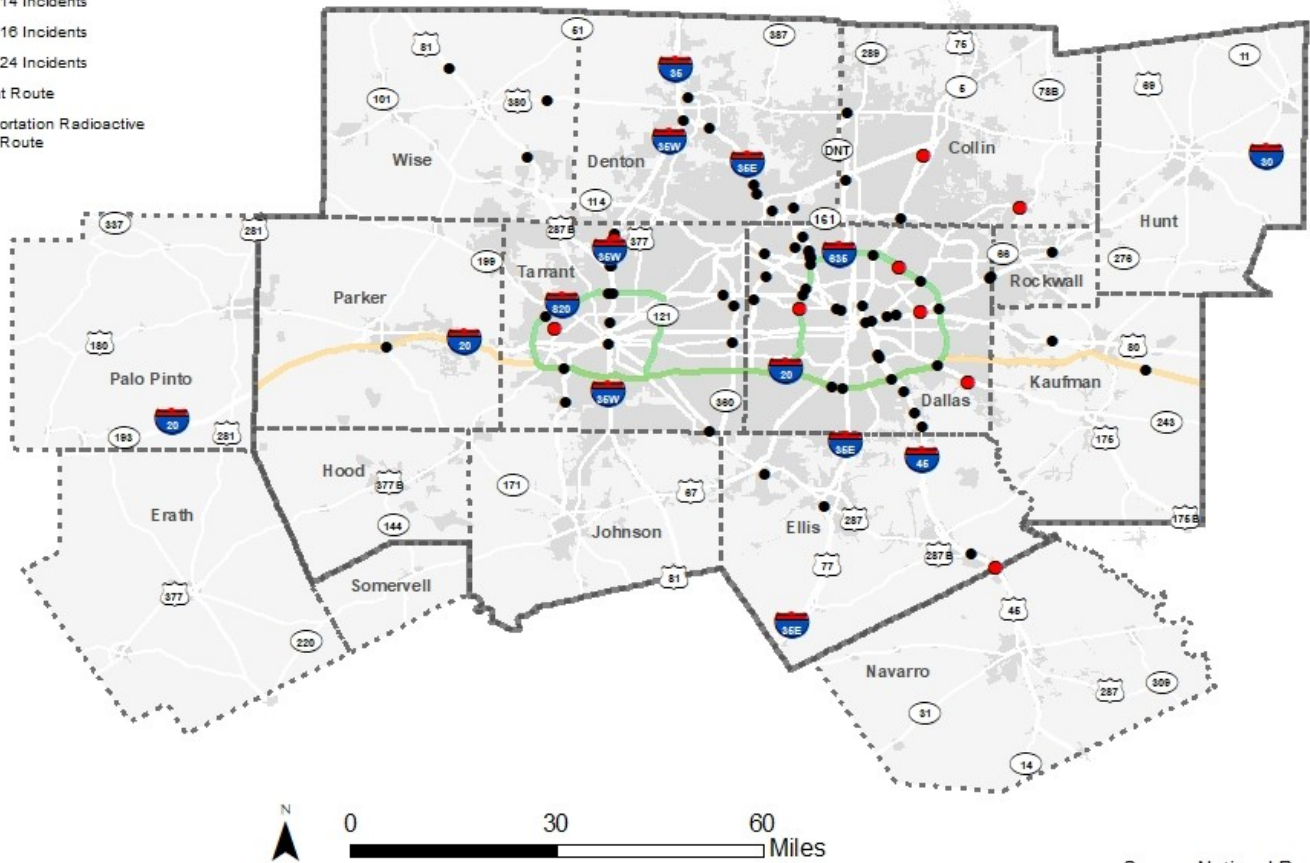 14 Incidents
16 Incidents
24 Incidents
t Route
ortation Radioactive
Route
81
51
387
289
75
11
35
5
69
101
380
78B
35W
DNT
Collin
Wise
Denton
35E
30
114
161
Hunt
337
281
287B
377
35W
635
66
276
199
Tarrant
Rockwall
Parker
820
121
180
20
80
Palo Pinto
20
Kaufman
35W
360
Dallas
20
193
281
243
175
35E
45
Hood
377B
171
67
Erath
144
Johnson
Ellis
287
175B
287B
Somervell
81
77
377
45
220
35E
Navarro
287
309
31
14
N
0 30 60
Miles